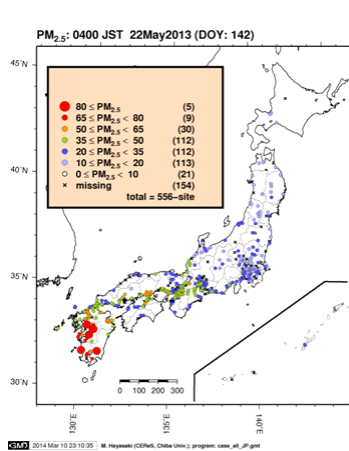 PM2.5: 0400 JST 22May2013 (DOY: 142)
45°N
80 ≤ PM2.5 (5)
65 ≤ PM2.5 < 80 (9)
50 ≤ PM2.5 < 65 (30)
35 ≤ PM2.5 < 50 (112)
20 ≤ PM2.5 < 35 (112)
10 ≤ PM2.5 < 20 (113)
0 ≤ PM2.5 < 10 (21)
missing (154)
total = 556-site
40°N
35°N
30°N
0 100 200 300
130°E 135°E 140°E
GMD 2014 Mar 10 23:10:35 M. Hayasaki (CEReS, Chiba Univ.); program: case_all_JP.gmt